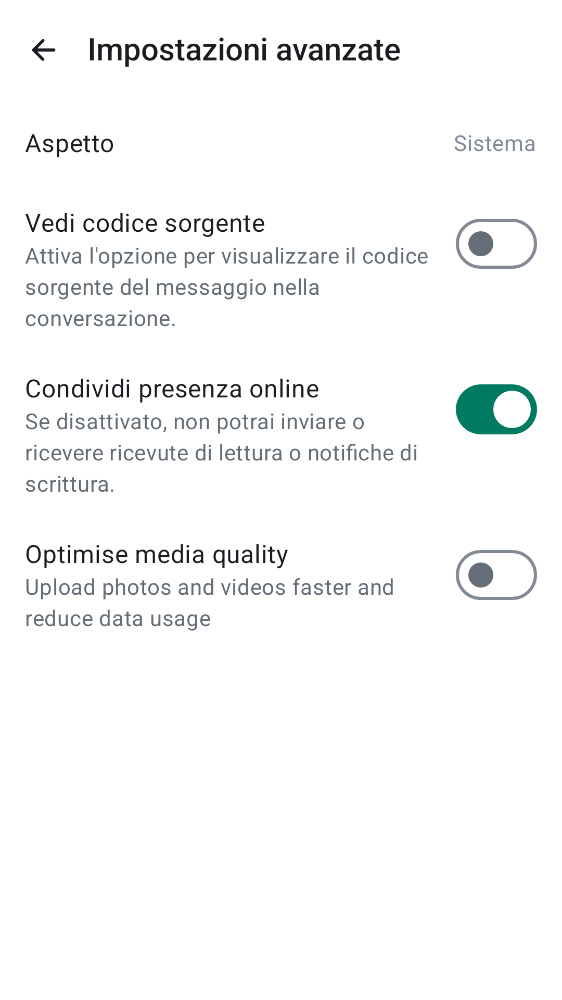 Impostazioni avanzate
Aspetto
Sistema
Vedi codice sorgente
Attiva l'opzione per visualizzare il codice
sorgente del messaggio nella
conversazione.
Condividi presenza online
Se disattivato, non potrai inviare o
ricevere ricevute di lettura o notifiche di
scrittura.
Optimise media quality
Upload photos and videos faster and
reduce data usage